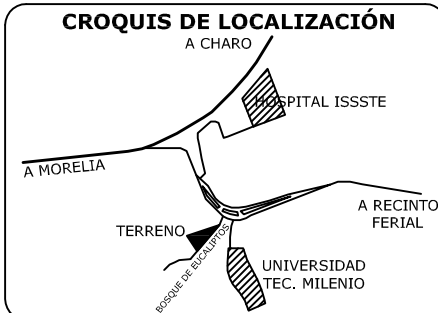 CROQUIS DE LOCALIZACIÓN
A CHARO
HOSPITAL ISSSTE
A MORELIA
A RECINTO
FERIAL
TERRENO
BOSQUE DE EUCALIPTOS
UNIVERSIDAD
TEC. MILENIO